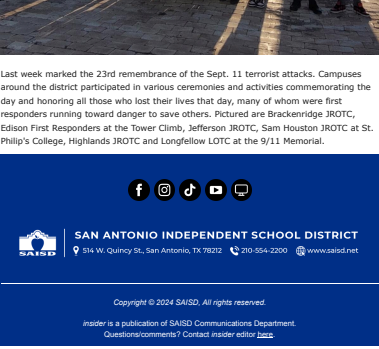 Last week marked the 23rd remembrance of the Sept. 11 terrorist attacks. Campuses
around the district participated in various ceremonies and activities commemorating the
day and honoring all those who lost their lives that day, many of whom were first
responders running toward danger to save others. Pictured are Brackenridge JROTC,
Edison First Responders at the Tower Climb, Jefferson JROTC, Sam Houston JROTC at St.
Philip's College, Highlands JROTC and Longfellow LOTC at the 9/11 Memorial.
SAISD
SAN ANTONIO INDEPENDENT SCHOOL DISTRICT
514 W. Quincy St., San Antonio, TX 78212 210-554-2200 www.saisd.net
Copyright © 2024 SAISD, All rights reserved.
insider is a publication of SAISD Communications Department.
Questions/comments? Contact insider editor here.